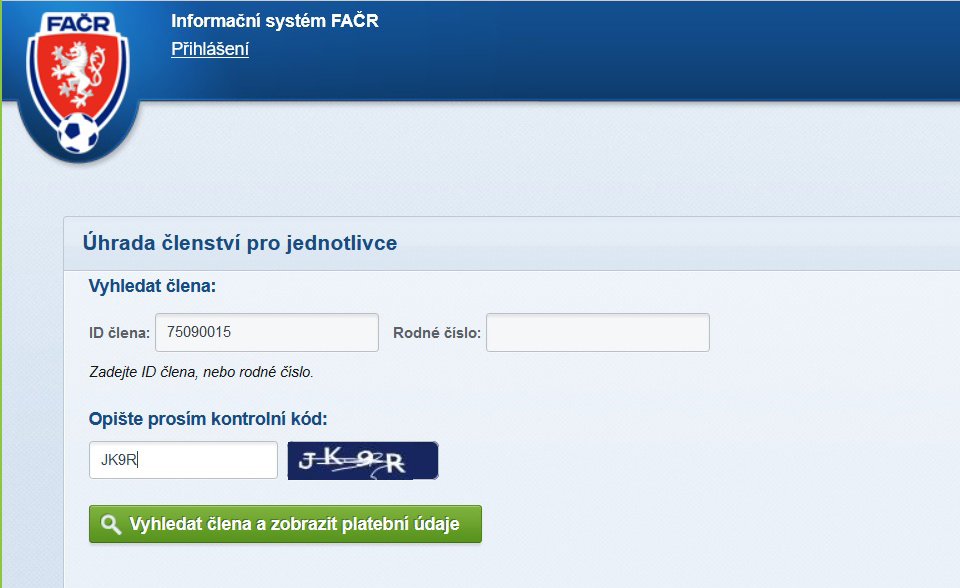 FAČR
Informační systém FAČR
Přihlášení
Úhrada členství pro jednotlivce
Vyhledat člena:
ID člena: 75090015 Rodné číslo:
Zadejte ID člena, nebo rodné číslo.
Opište prosím kontrolní kód:
JK9R JK9R
Vyhledat člena a zobrazit platební údaje